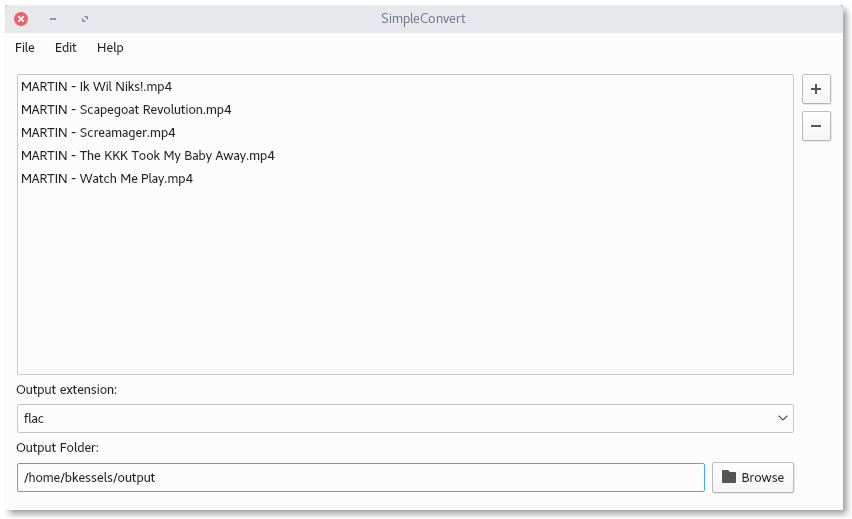 SimpleConvert
File Edit Help
MARTIN - Ik Wil Niks!.mp4
MARTIN - Scapegoat Revolution.mp4
MARTIN - Screamager.mp4
MARTIN - The KKK Took My Baby Away.mp4
MARTIN - Watch Me Play.mp4
Output extension:
flac
Output Folder:
/home/bkessels/output
Browse